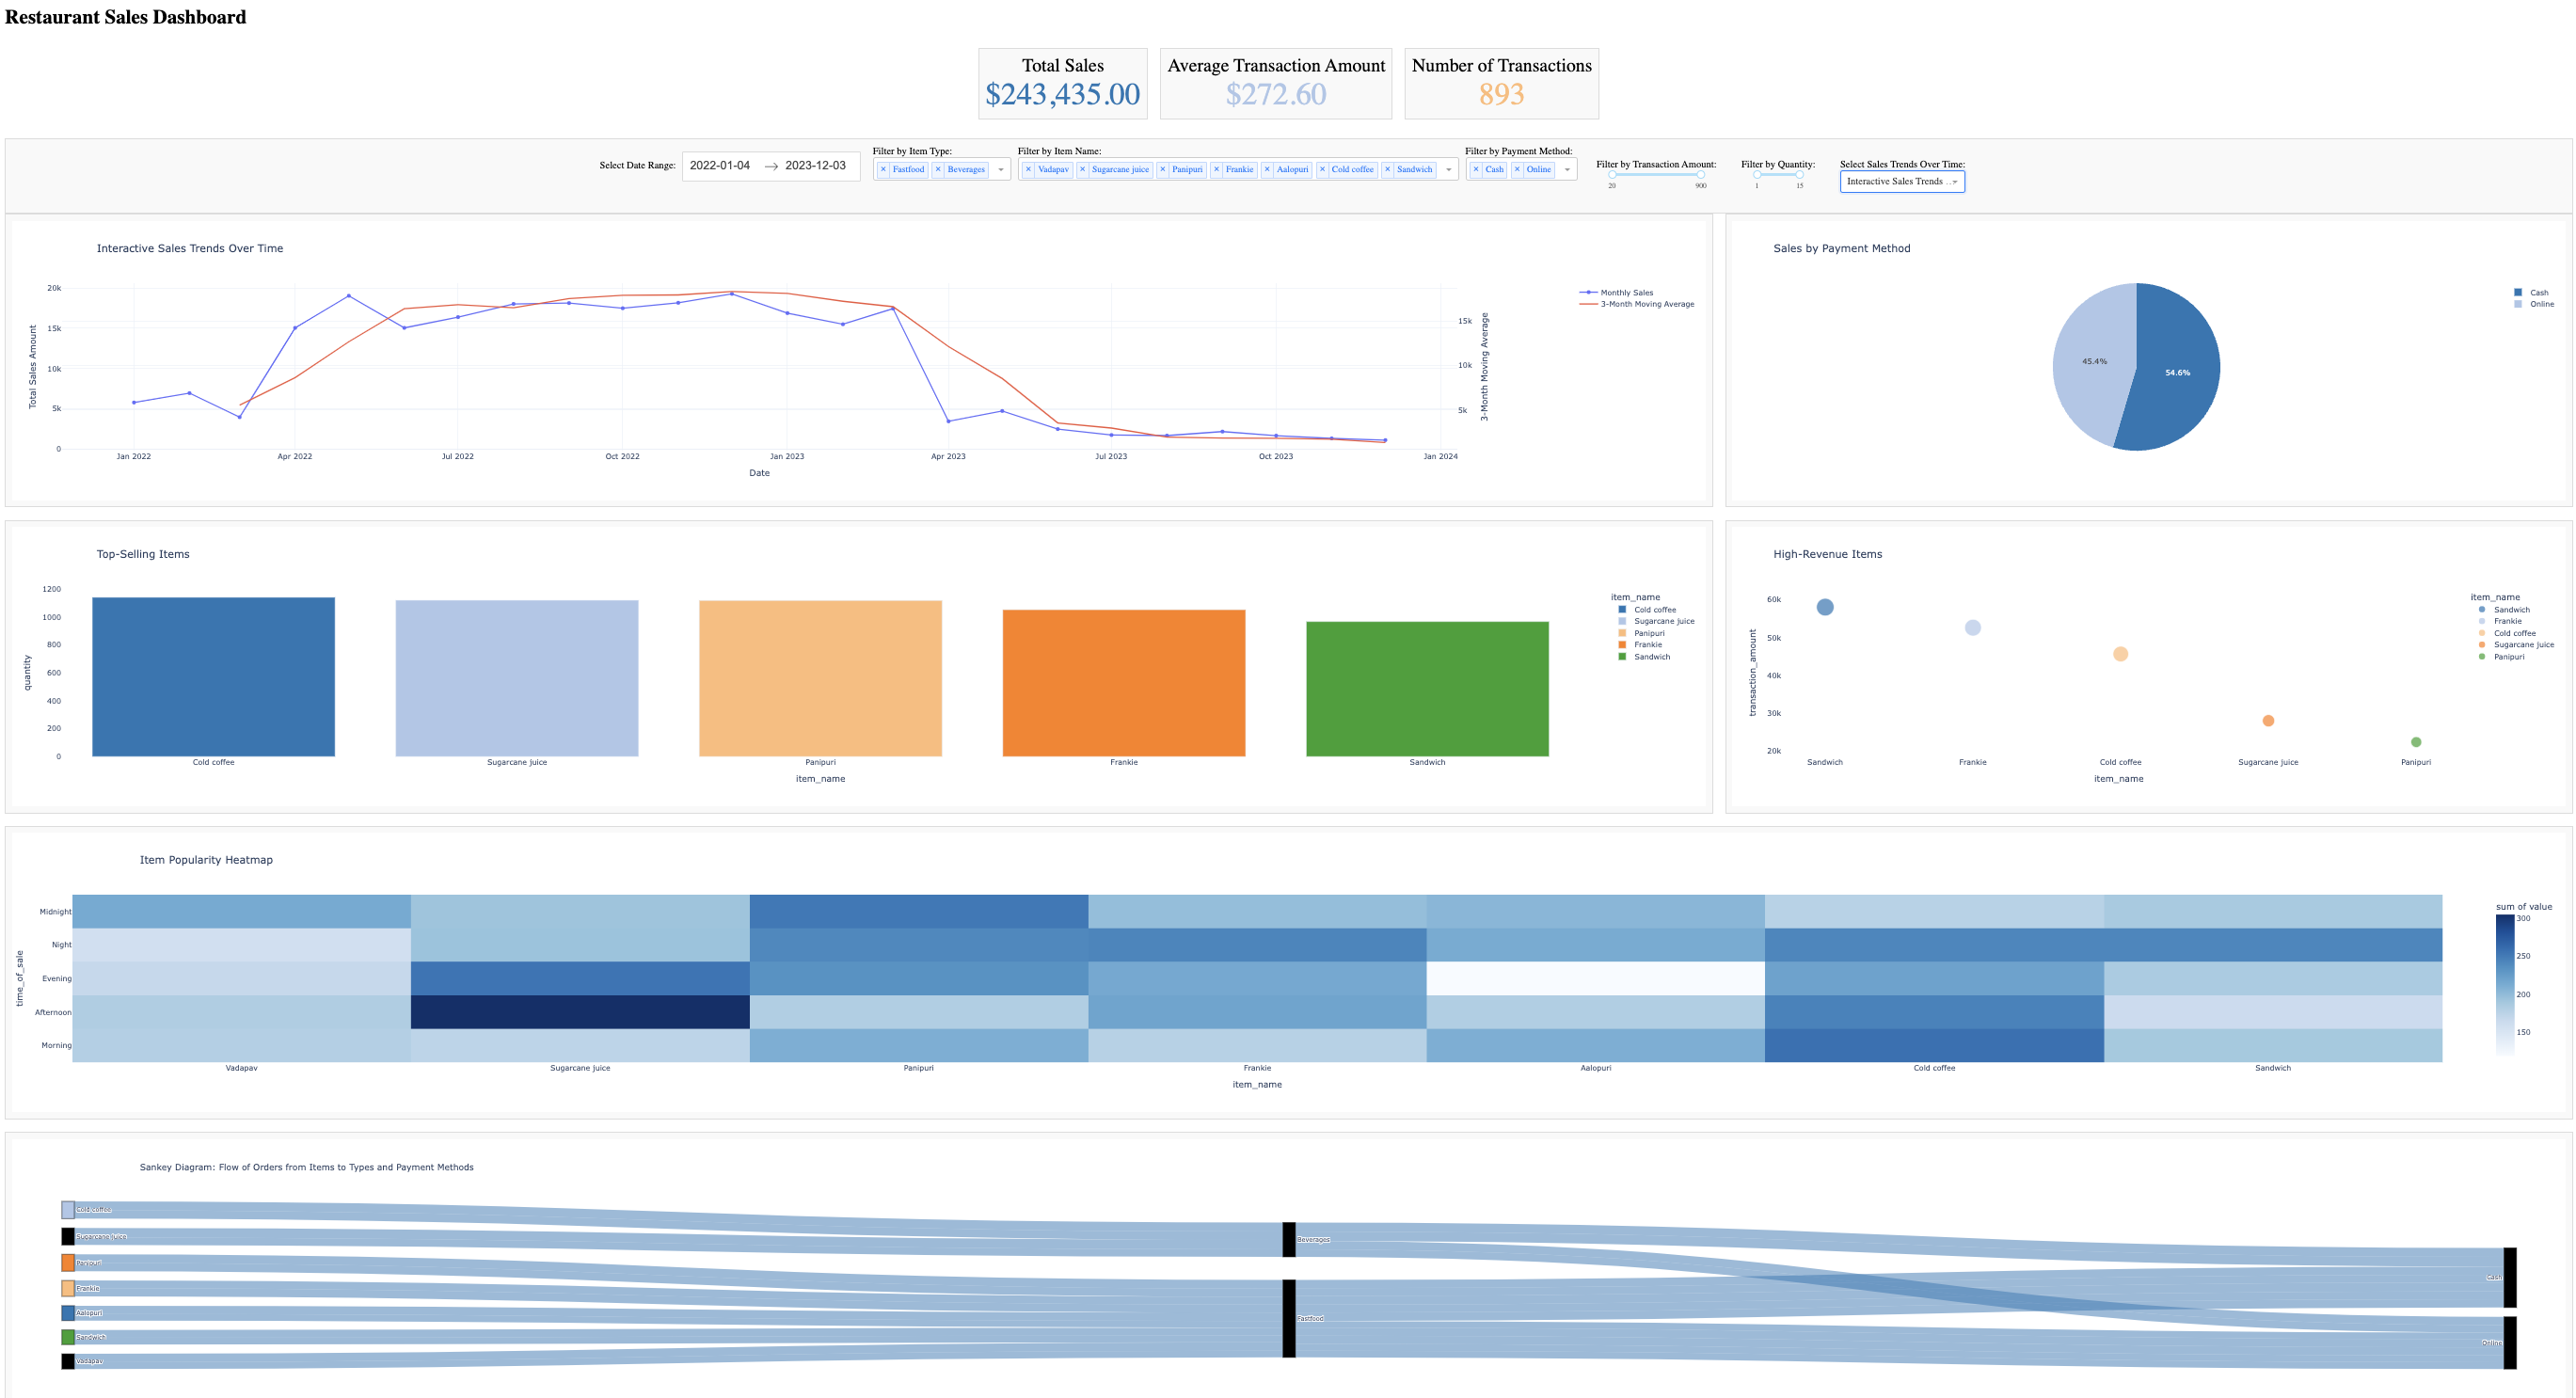 Restaurant Sales Dashboard
Total Sales
$243,435.00
Average Transaction Amount
$272.60
Number of Transactions
893
Select Date Range:
2022-01-04 → 2023-12-03
Filter by Item Type:
× Fastfood × Beverages
Filter by Item Name:
× Vadapav × Sugarcane juice × Panipuri × Frankie × Aalopuri × Cold coffee × Sandwich
Filter by Payment Method:
× Cash × Online
Filter by Transaction Amount:
20 900
Filter by Quantity:
1 15
Select Sales Trends Over Time:
Interactive Sales Trends ...
Interactive Sales Trends Over Time
Total Sales Amount
20k
15k
10k
5k
0
Jan 2022 Apr 2022 Jul 2022 Oct 2022 Jan 2023 Apr 2023 Jul 2023 Oct 2023 Jan 2024
Date
15k
10k
5k
3-Month Moving Average
Monthly Sales
3-Month Moving Average
Sales by Payment Method
45.4%
54.6%
Cash
Online
Top-Selling Items
quantity
1200
1000
800
600
400
200
0
Cold coffee Sugarcane juice Panipuri Frankie Sandwich
item_name
item_name
Cold coffee
Sugarcane juice
Panipuri
Frankie
Sandwich
High-Revenue Items
transaction_amount
60k
50k
40k
30k
20k
Sandwich Frankie Cold coffee Sugarcane juice Panipuri
item_name
item_name
Sandwich
Frankie
Cold coffee
Sugarcane juice
Panipuri
Item Popularity Heatmap
time_of_sale
Midnight
Night
Evening
Afternoon
Morning
Vadapav Sugarcane juice Panipuri Frankie Aalopuri Cold coffee Sandwich
item_name
sum of value
300
250
200
150
Sankey Diagram: Flow of Orders from Items to Types and Payment Methods
Cold coffee
Sugarcane juice
Panipuri
Frankie
Aalopuri
Sandwich
Vadapav
Beverages
Fastfood
Cash
Online